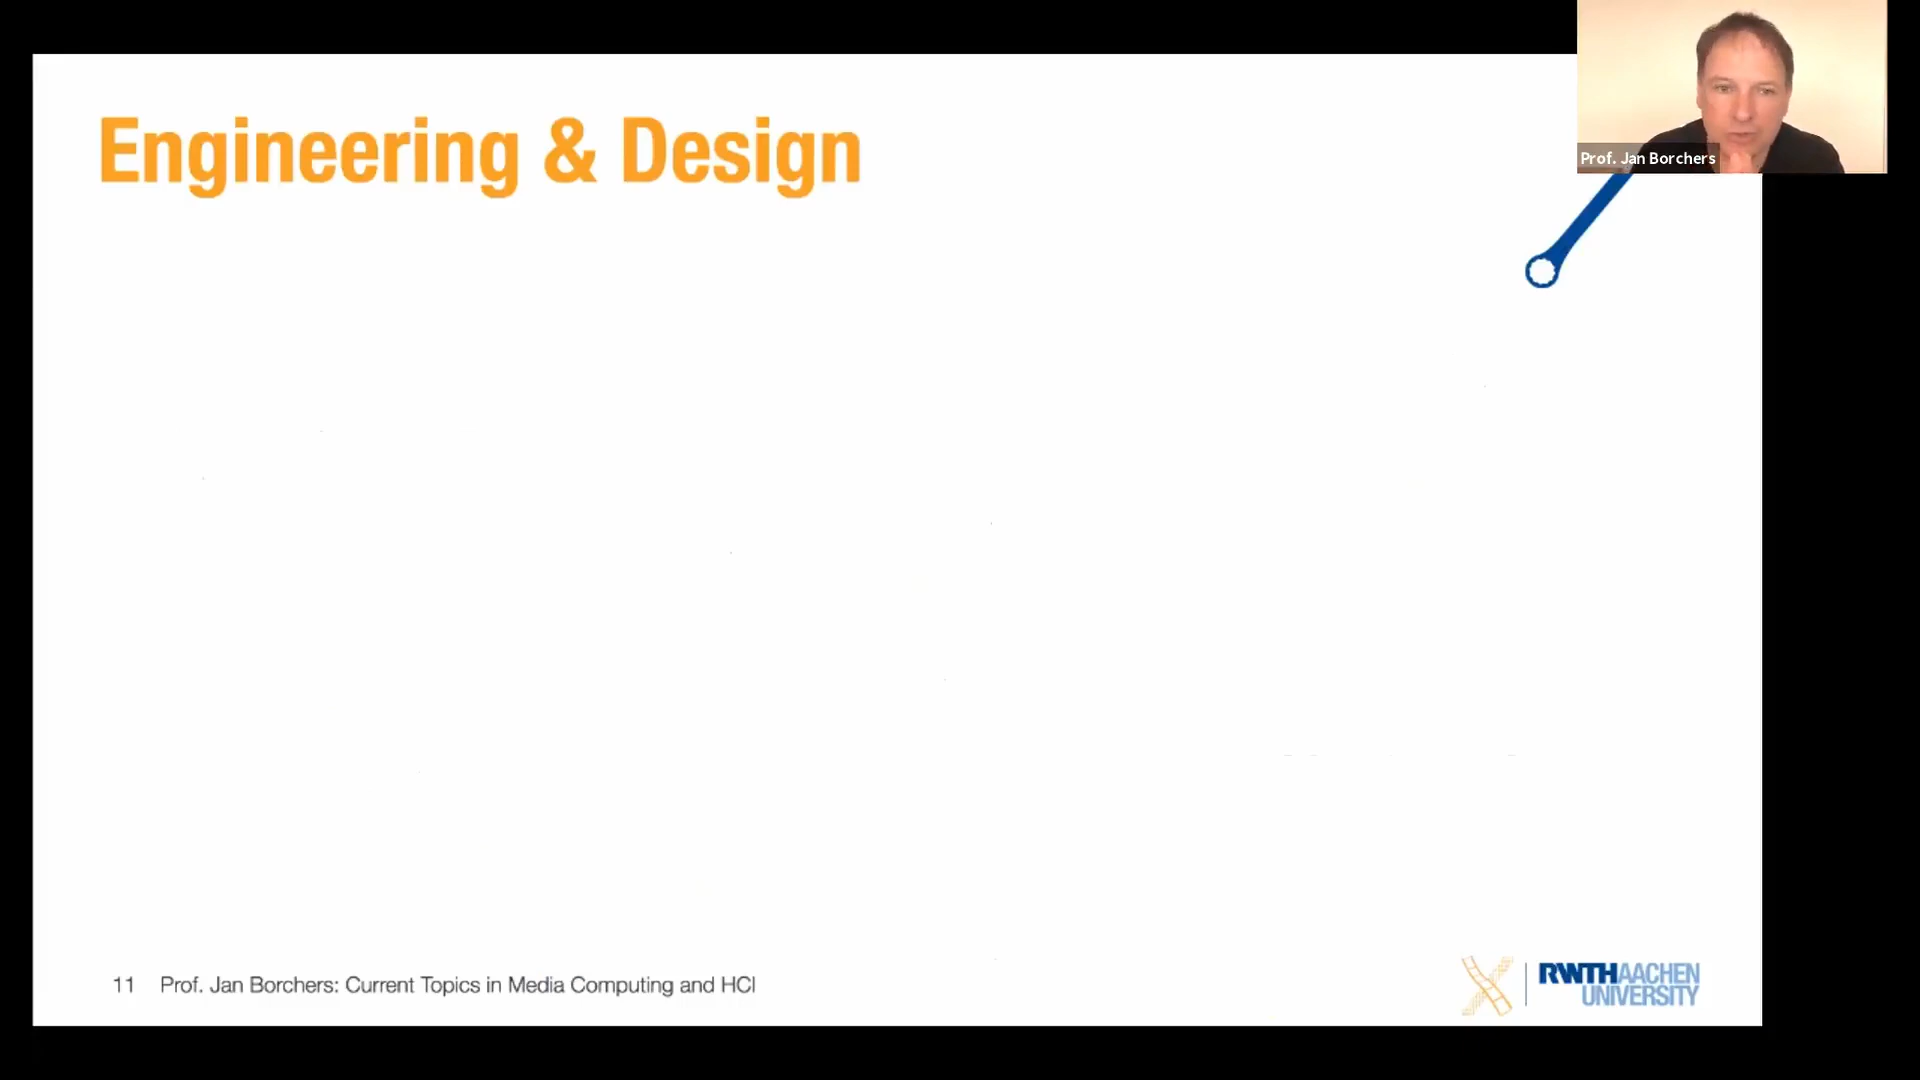 Engineering & Design
Prof. Jan Borchers
11 Prof. Jan Borchers: Current Topics in Media Computing and HCI
RWTHAACHEN
UNIVERSITY